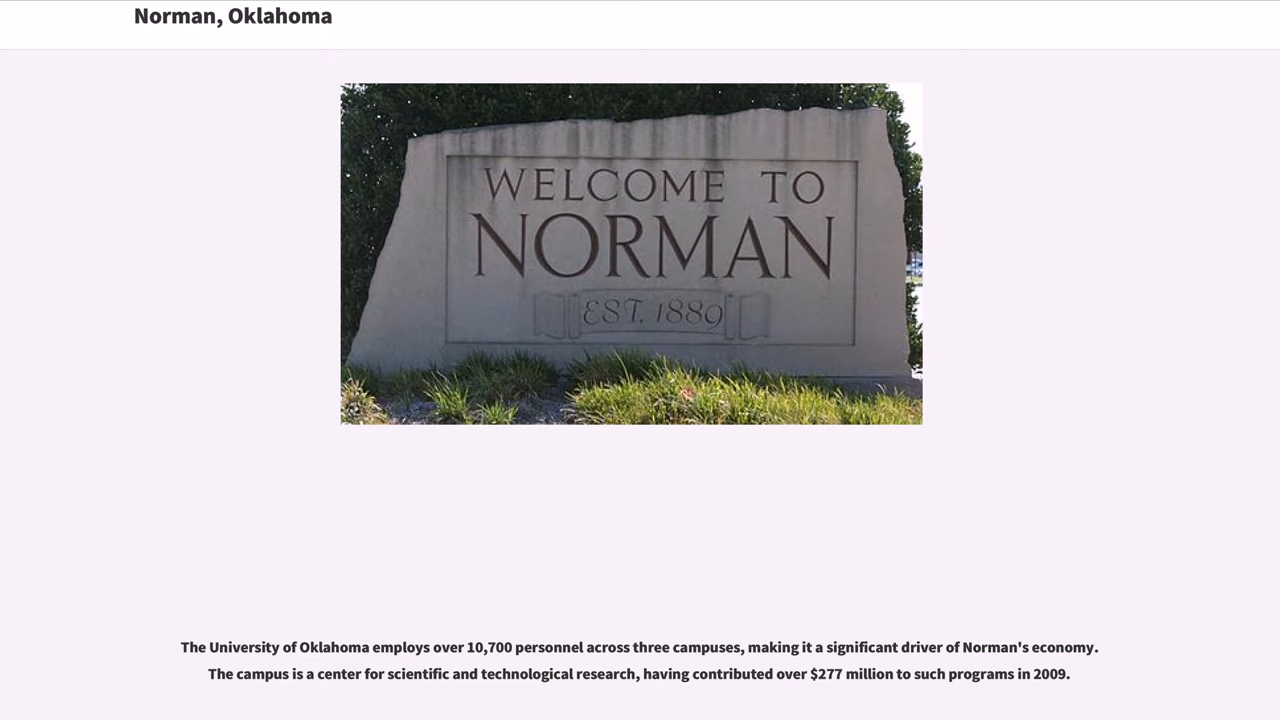 Norman, Oklahoma
WELCOME TO
NORMAN
EST. 1889
The University of Oklahoma employs over 10,700 personnel across three campuses, making it a significant driver of Norman's economy.
The campus is a center for scientific and technological research, having contributed over $277 million to such programs in 2009.